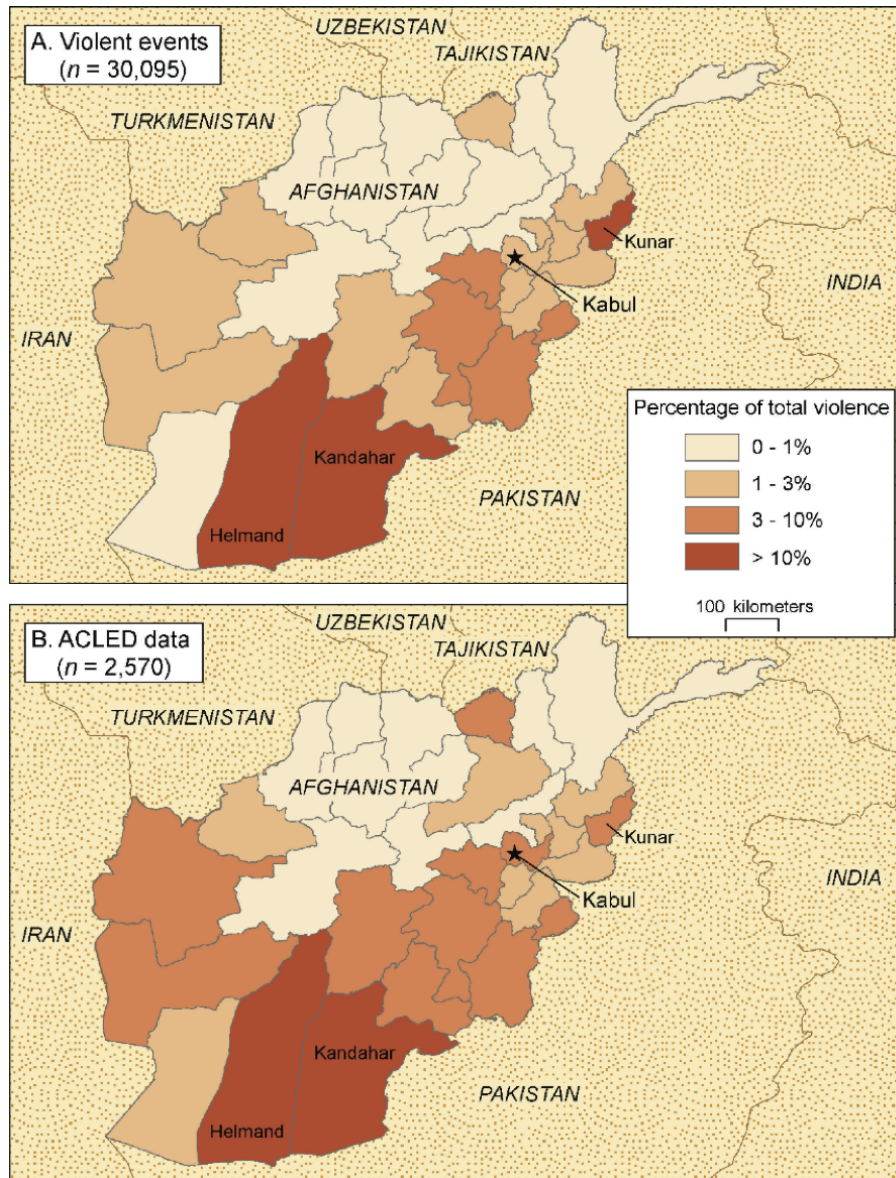 A. Violent events
(n = 30,095)
UZBEKISTAN
TAJIKISTAN
TURKMENISTAN
AFGHANISTAN
Kunar
INDIA
Kabul
IRAN
Kandahar
PAKISTAN
Helmand
Percentage of total violence
0 - 1%
1 - 3%
3 - 10%
> 10%
100 kilometers
B. ACLED data
(n = 2,570)
UZBEKISTAN
TAJIKISTAN
TURKMENISTAN
AFGHANISTAN
Kunar
INDIA
Kabul
IRAN
Kandahar
PAKISTAN
Helmand